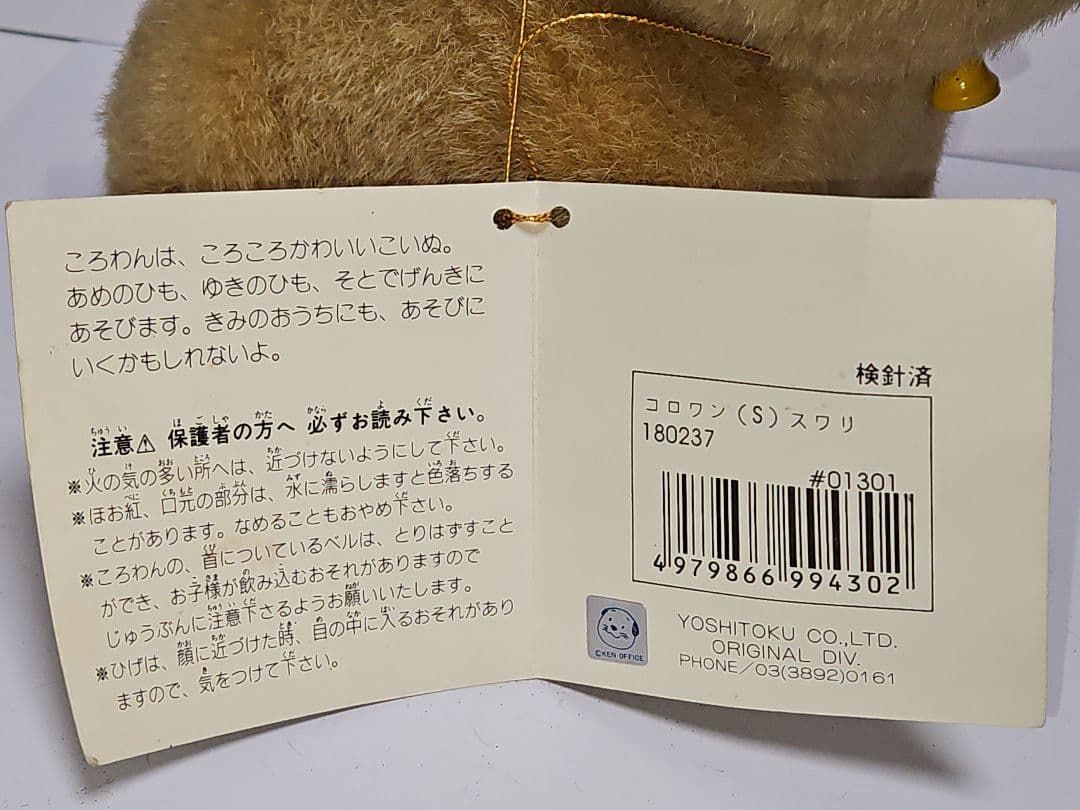 ころわんは、ころころかわいいこいぬ。
あめのひも、ゆきのひも、そとでげんきに
あそびます。きみのおうちにも、あそびに
いくかもしれないよ。
注意⚠ 保護者の方へ 必ずお読み下さい。
※火の気の多い所へは、近づけないようにして下さい。
※ほお紅、口元の部分は、水に濡らしますと色落ちする
ことがあります。なめることもおやめ下さい。
※ころわんの、首についているベルは、とりはずすこと
ができ、お子様が飲み込むおそれがありますので
じゅうぶんに注意下さるようお願いいたします。
※ひげは、顔に近づけた時、目の中に入るおそれがあり
ますので、気をつけて下さい。
検針済
コロワン(S)スワリ
180237
#01301
4979866994302
©KEN OFFICE
YOSHITOKU CO.,LTD.
ORIGINAL DIV.
PHONE/03(3892)0161